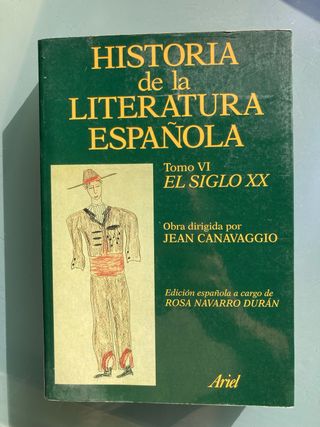 HISTORIA
de la
LITERATURA
ESPAÑOLA
Tomo VI
EL SIGLO XX
Obra dirigida por
JEAN CANAVAGGIO
Edición española a cargo de
ROSA NAVARRO DURÁN
Ariel